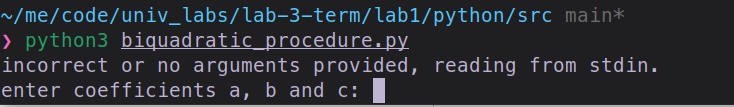 ~/me/code/univ_labs/lab-3-term/lab1/python/src main*
❯ python3 biquadratic_procedure.py
incorrect or no arguments provided, reading from stdin.
enter coefficients a, b and c: